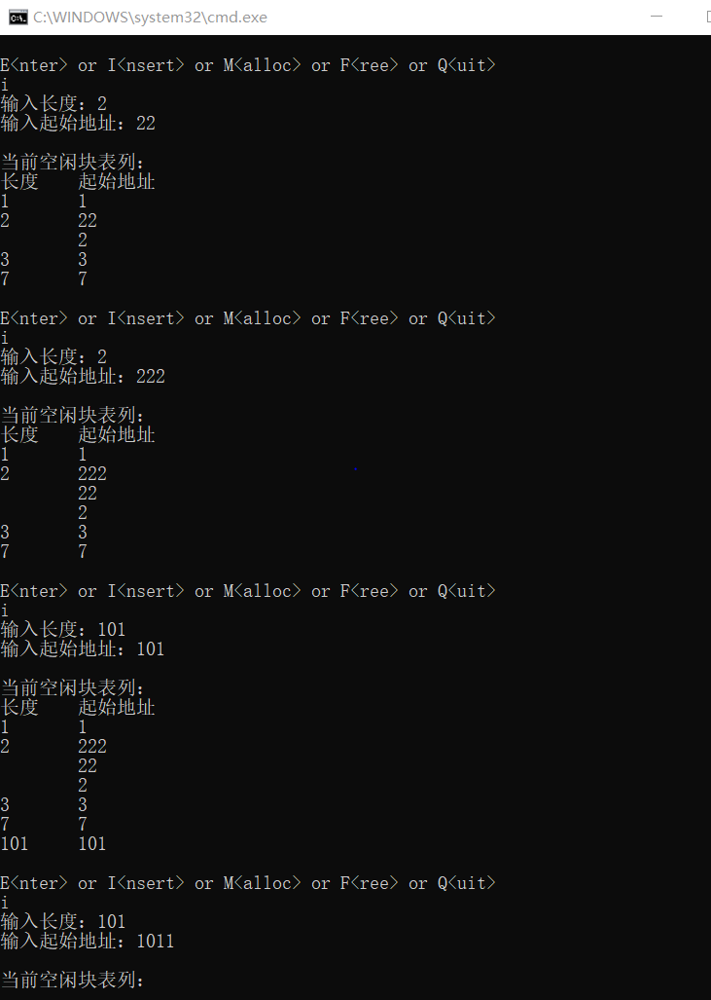 C:\WINDOWS\system32\cmd.exe
E<nter> or I<nsert> or M<alloc> or F<ree> or Q<uit>
i
输入长度：2
输入起始地址：22
当前空闲块表列：
长度 起始地址
1 1
2 22
2
3 3
7 7
E<nter> or I<nsert> or M<alloc> or F<ree> or Q<uit>
i
输入长度：2
输入起始地址：222
当前空闲块表列：
长度 起始地址
1 1
2 222
22
2
3 3
7 7
E<nter> or I<nsert> or M<alloc> or F<ree> or Q<uit>
i
输入长度：101
输入起始地址：101
当前空闲块表列：
长度 起始地址
1 1
2 222
22
2
3 3
7 7
101 101
E<nter> or I<nsert> or M<alloc> or F<ree> or Q<uit>
i
输入长度：101
输入起始地址：1011
当前空闲块表列：